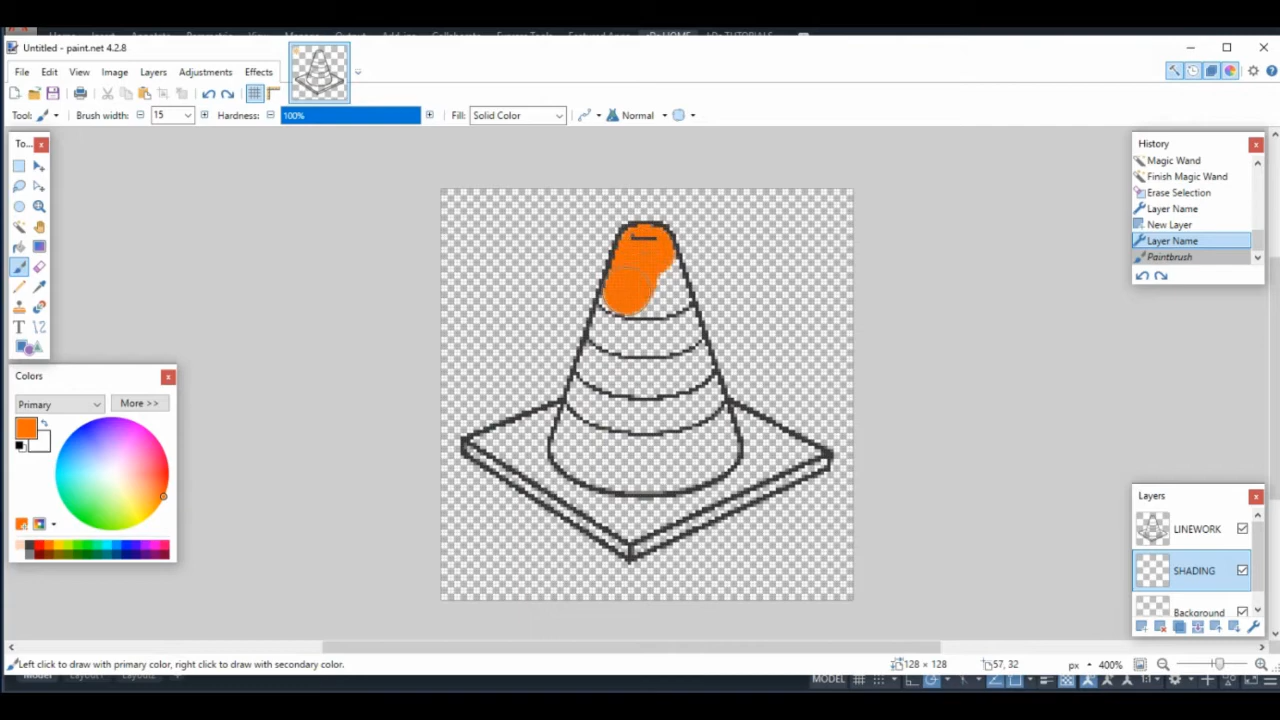 Untitled - paint.net 4.2.8
File Edit View Image Layers Adjustments Effects
Tool: Brush width: 15 Hardness: 100% Fill: Solid Color Normal
To...
History
Magic Wand
Finish Magic Wand
Erase Selection
Layer Name
New Layer
Layer Name
Paintbrush
Colors
Primary More >>
Layers
LINEWORK
SHADING
Background
Left click to draw with primary color, right click to draw with secondary color. 128 × 128 57, 32 px 400%
MODEL 1:1